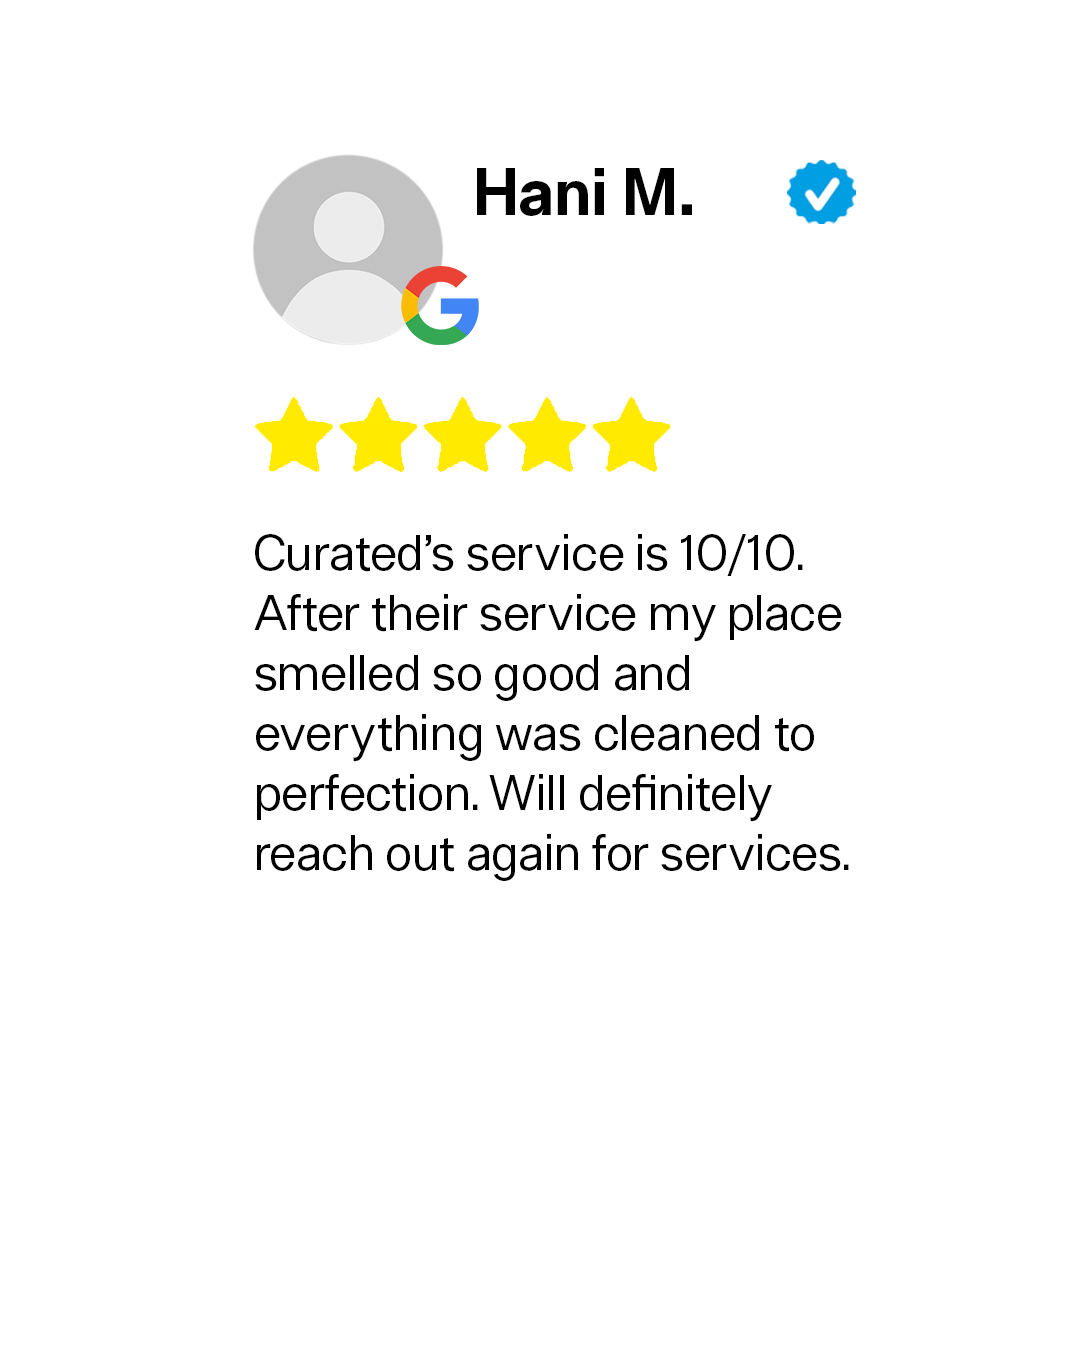 Hani M.
Curated’s service is 10/10.
After their service my place
smelled so good and
everything was cleaned to
perfection. Will definitely
reach out again for services.